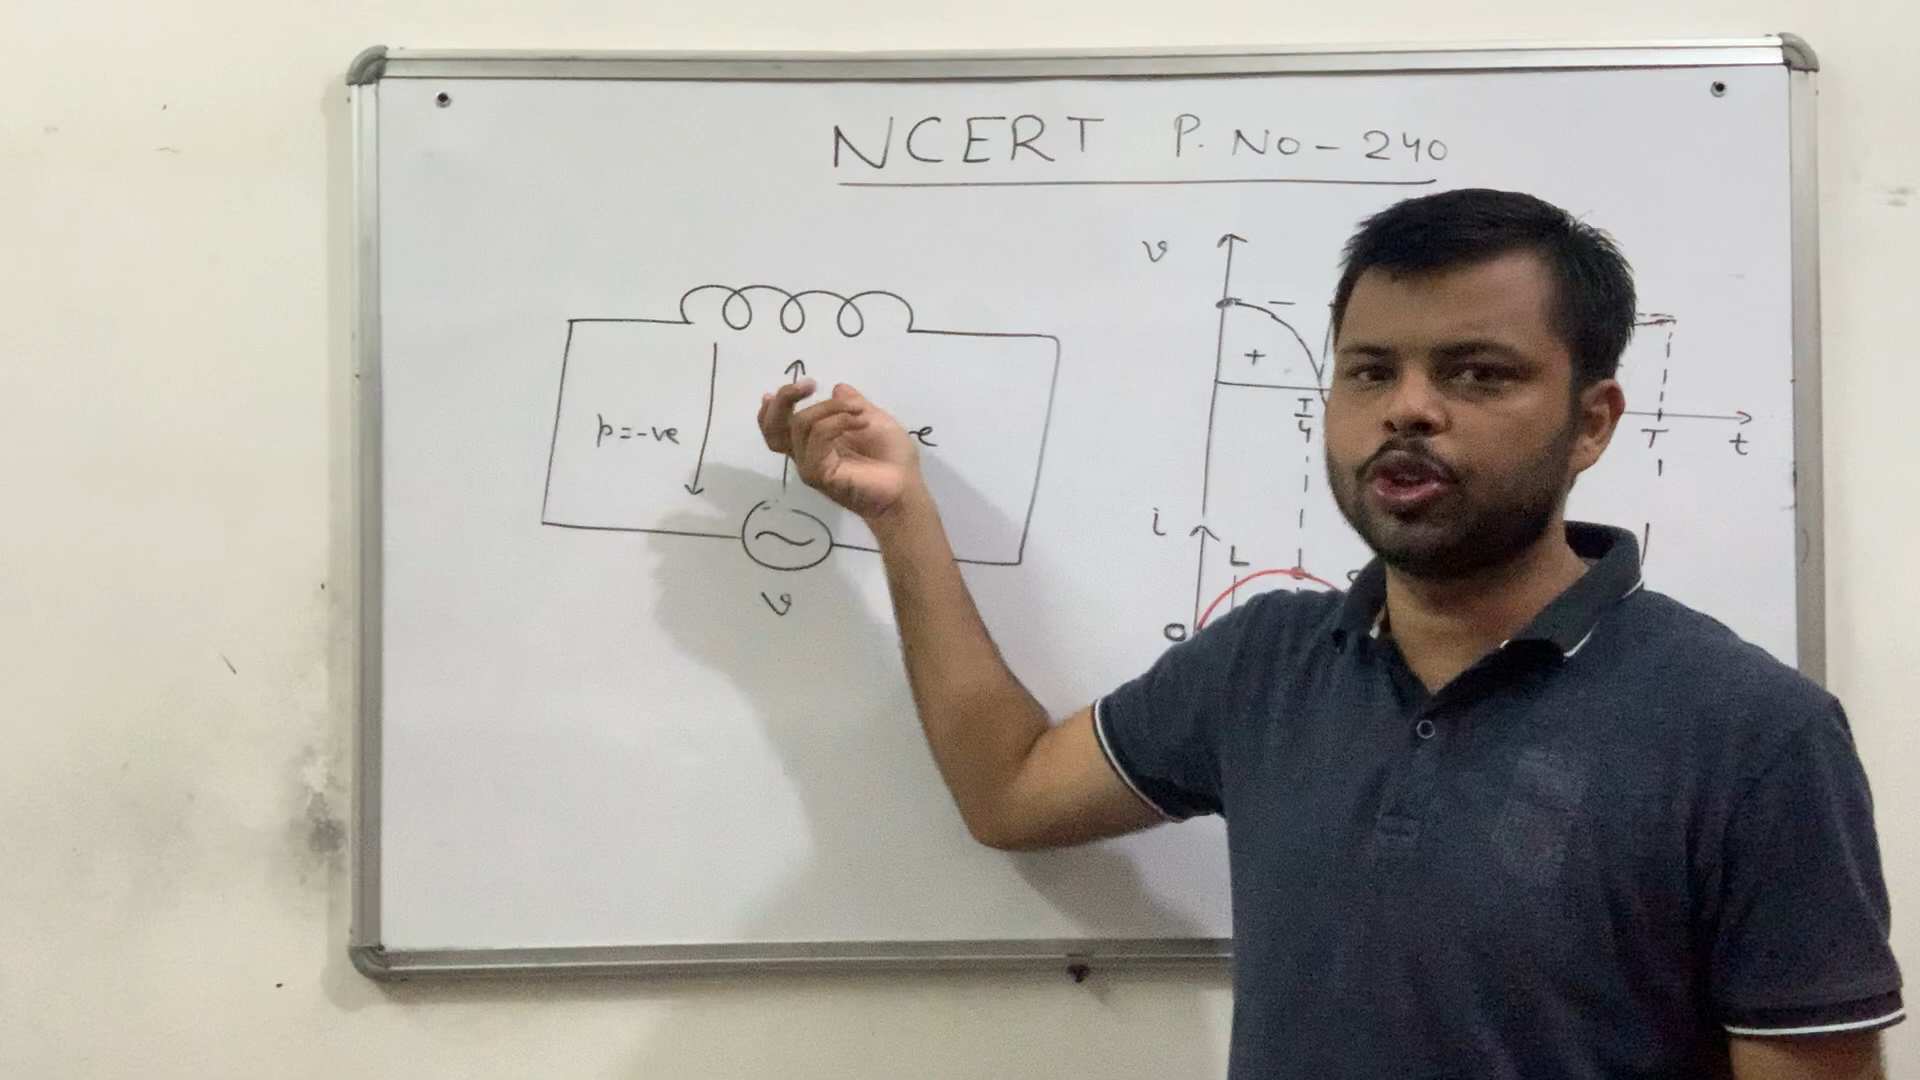 NCERT P. NO - 240
v
+
T/4
T
t
p=-ve
i
L
v
O